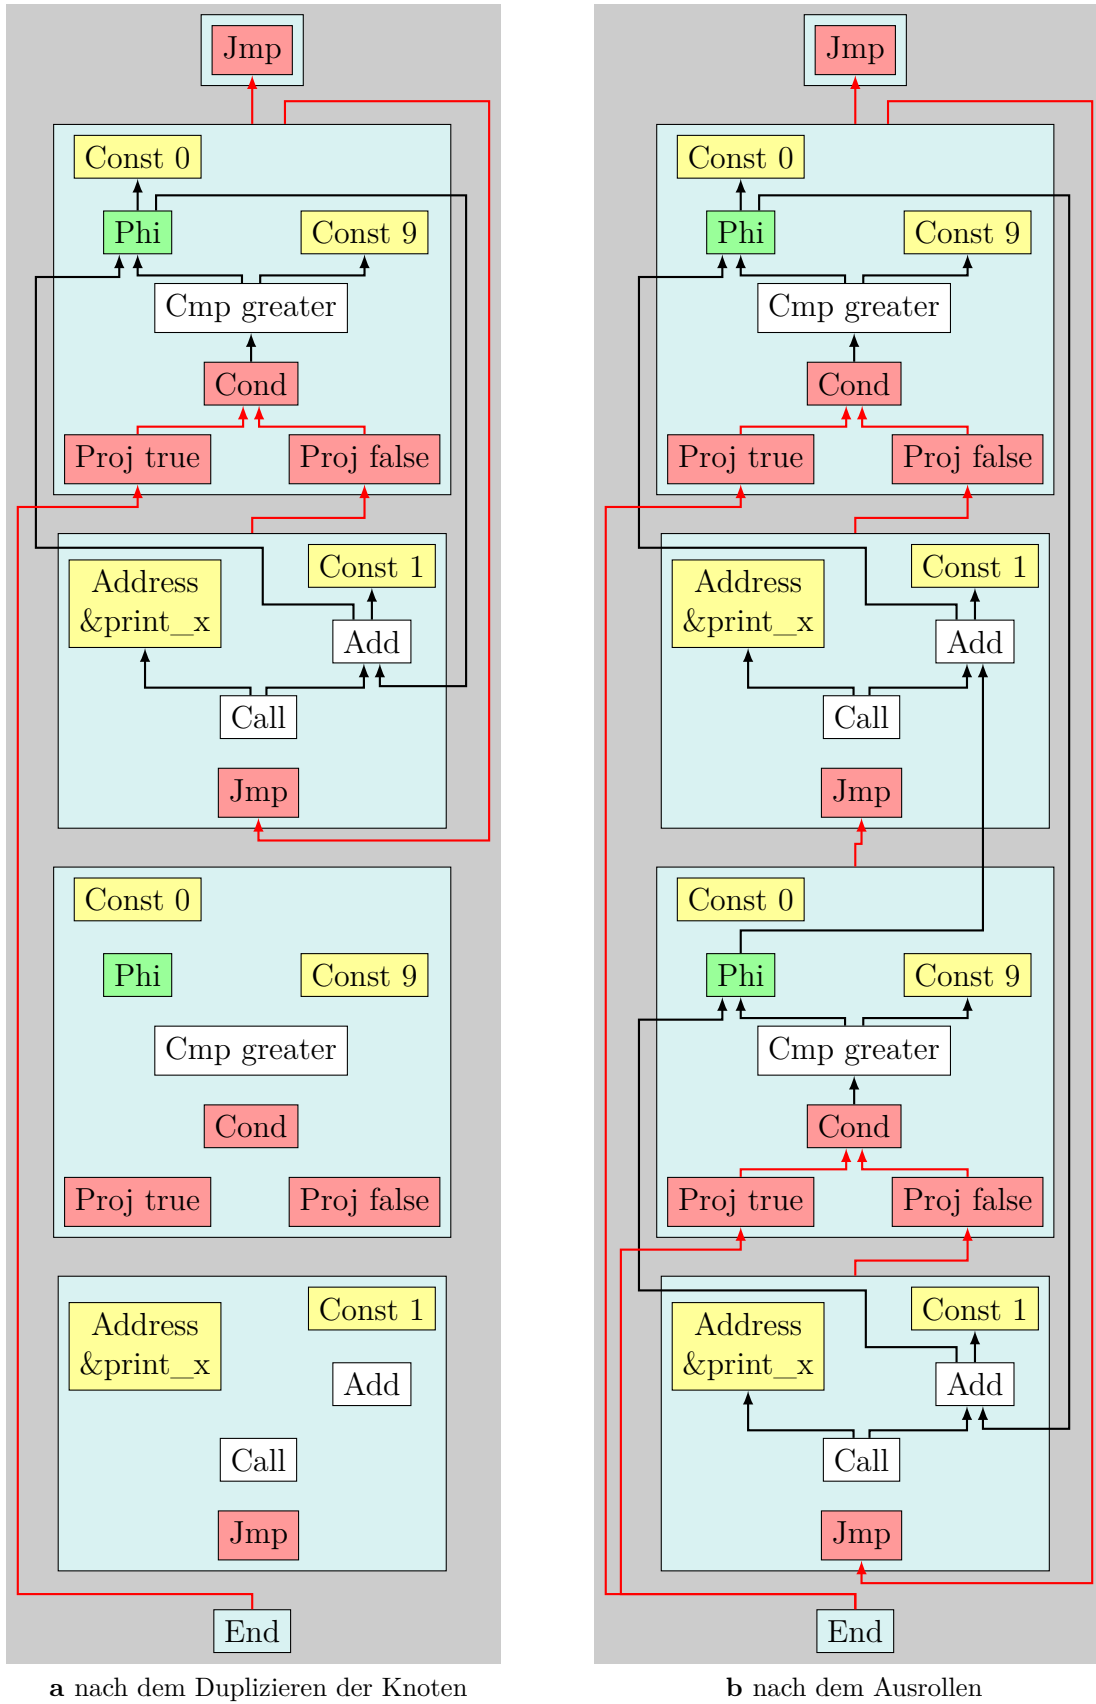 Jmp
Const 0
Phi
Const 9
Cmp greater
Cond
Proj true
Proj false
Address
&print_x
Const 1
Add
Call
Jmp
Const 0
Phi
Const 9
Cmp greater
Cond
Proj true
Proj false
Address
&print_x
Const 1
Add
Call
Jmp
End
a nach dem Duplizieren der Knoten
Jmp
Const 0
Phi
Const 9
Cmp greater
Cond
Proj true
Proj false
Address
&print_x
Const 1
Add
Call
Jmp
Const 0
Phi
Const 9
Cmp greater
Cond
Proj true
Proj false
Address
&print_x
Const 1
Add
Call
Jmp
End
b nach dem Ausrollen